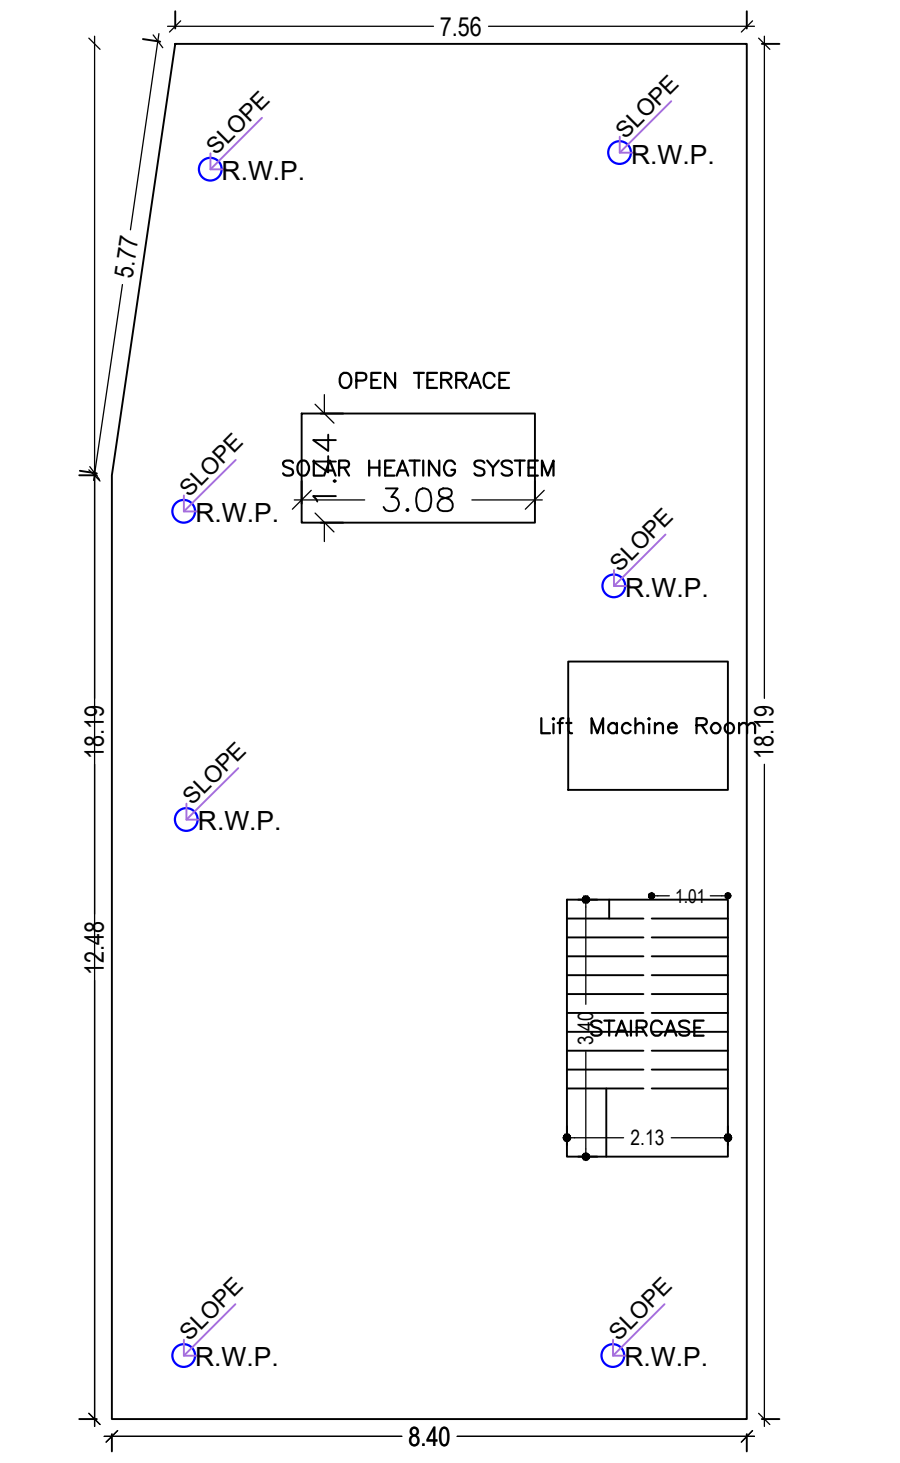 7.56
SLOPE
R.W.P.
SLOPE
R.W.P.
5.77
OPEN TERRACE
1.44
SOLAR HEATING SYSTEM
3.08
SLOPE
R.W.P.
SLOPE
R.W.P.
18.19
Lift Machine Room
18.19
SLOPE
R.W.P.
12.48
1.01
3.40
STAIRCASE
2.13
SLOPE
R.W.P.
SLOPE
R.W.P.
8.40